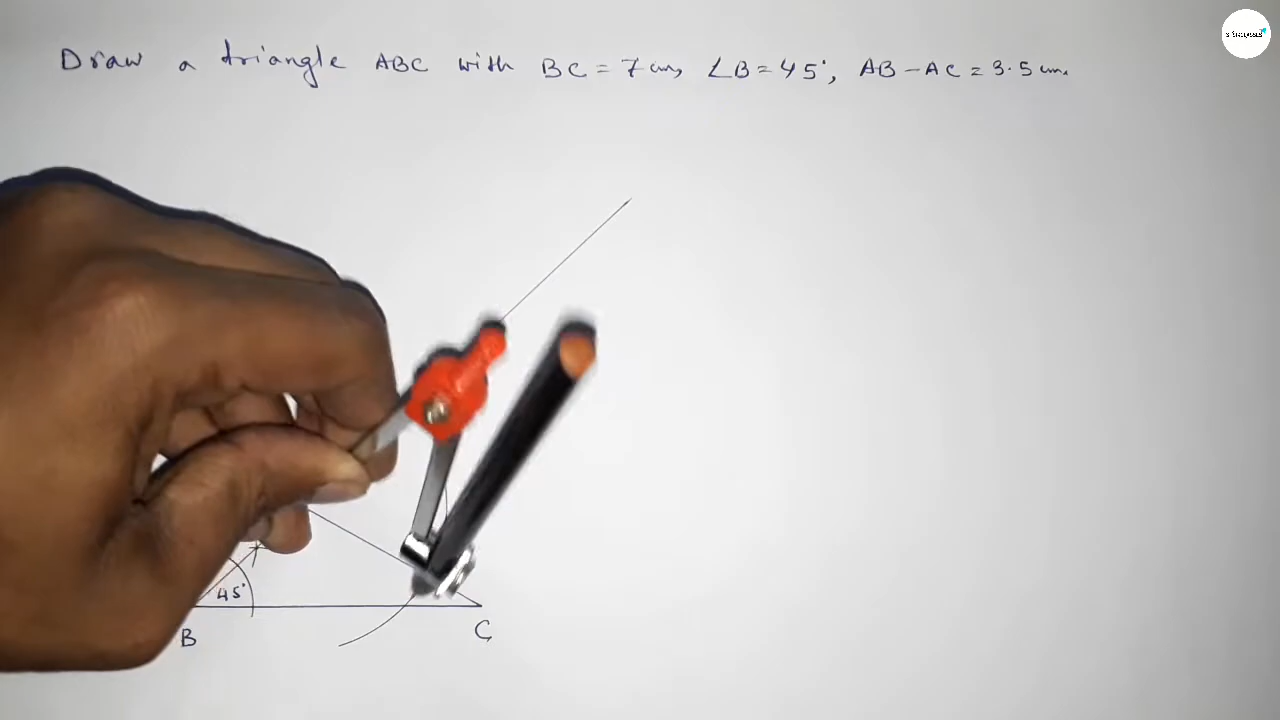 Draw a triangle ABC with BC = 7 cm, ∠B = 45°, AB - AC = 3.5 cm.
45°
B
C